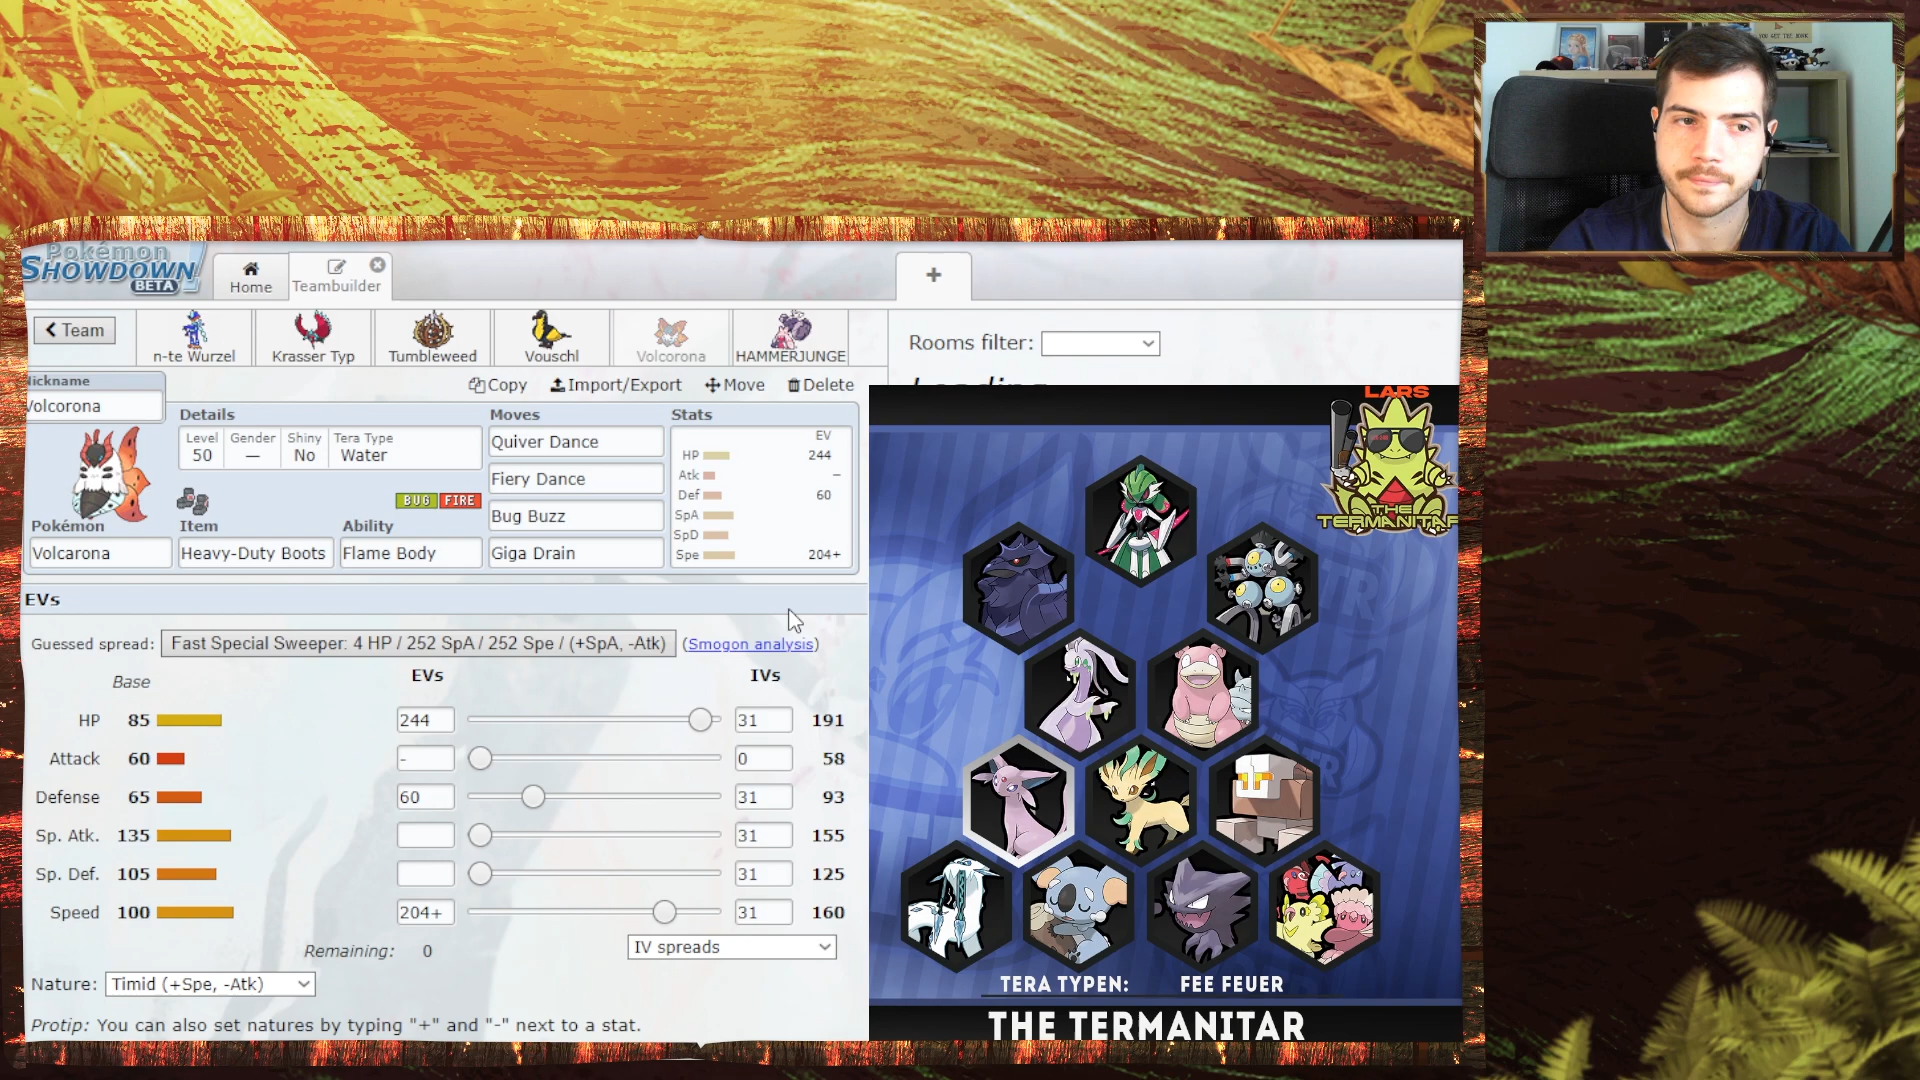 Pokémon
SHOWDOWN
BETA
Home
Teambuilder
+
Team
n-te Wurzel
Krasser Typ
Tumbleweed
Vouschl
Volcorona
HAMMERJUNGE
Rooms filter:
Nickname
Copy
Import/Export
Move
Delete
Volcorona
Details
Moves
Stats
Level
Gender
Shiny
Tera Type
50
—
No
Water
Quiver Dance
EV
HP 244
Atk –
Fiery Dance
Def 60
BUG FIRE
Bug Buzz
SpA
SpD
Pokémon
Item
Ability
Volcarona
Heavy-Duty Boots
Flame Body
Giga Drain
Spe 204+
EVs
Guessed spread: Fast Special Sweeper: 4 HP / 252 SpA / 252 Spe / (+SpA, -Atk) (Smogon analysis)
Base EVs IVs
HP 85 244 31 191
Attack 60 - 0 58
Defense 65 60 31 93
Sp. Atk. 135 31 155
Sp. Def. 105 31 125
Speed 100 204+ 31 160
Remaining: 0
IV spreads
Nature: Timid (+Spe, -Atk)
Protip: You can also set natures by typing "+" and "-" next to a stat.
LARS
THE
TERMANITAR
TERA TYPEN: FEE FEUER
THE TERMANITAR